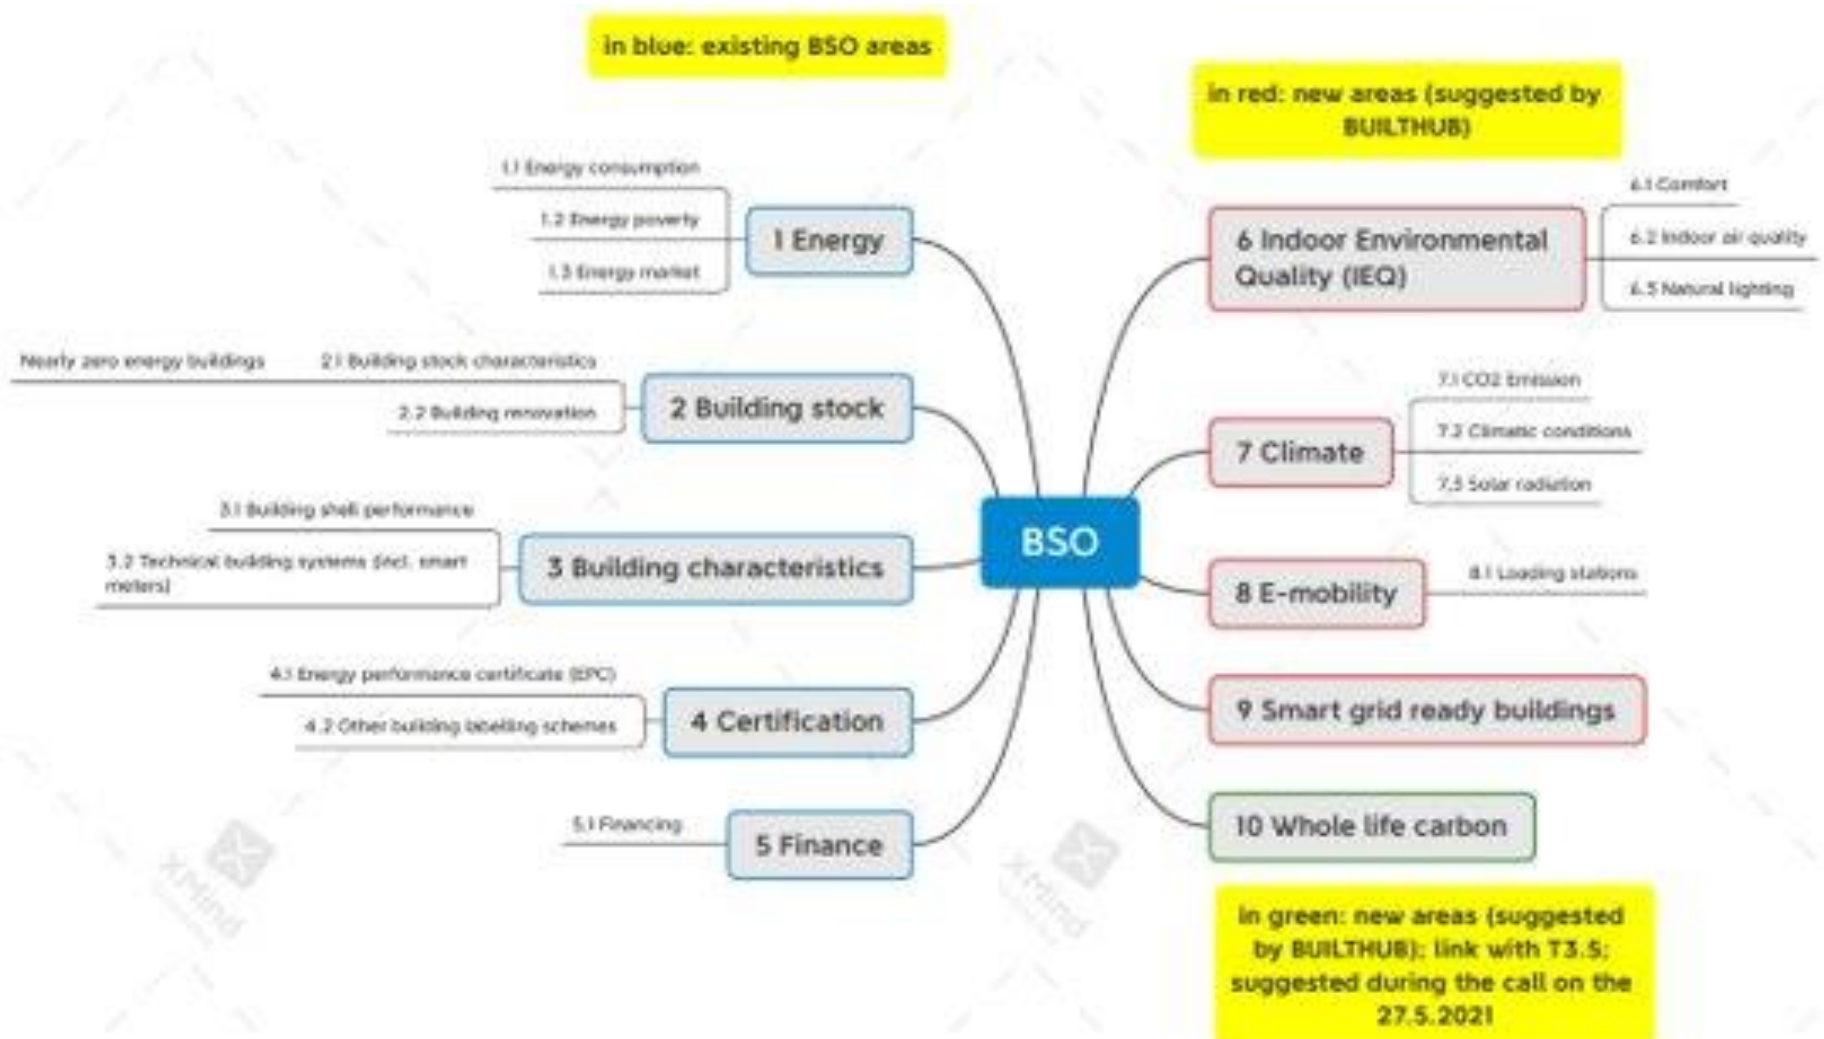 in blue: existing BSO areas
in red: new areas (suggested by
BUILTHUB)
1.1 Energy consumption
1.2 Energy poverty
1.3 Energy market
1 Energy
Nearly zero energy buildings
2.1 Building stock characteristics
2.2 Building renovation
2 Building stock
3.1 Building shell performance
3.2 Technical building systems (incl. smart
meters)
3 Building characteristics
4.1 Energy performance certificate (EPC)
4.2 Other building labelling schemes
4 Certification
5.1 Financing
5 Finance
BSO
6 Indoor Environmental
Quality (IEQ)
6.1 Comfort
6.2 Indoor air quality
6.3 Natural lighting
7 Climate
7.1 CO2 Emission
7.2 Climatic conditions
7.3 Solar radiation
8 E-mobility
8.1 Loading stations
9 Smart grid ready buildings
10 Whole life carbon
in green: new areas (suggested
by BUILTHUB); link with T3.5;
suggested during the call on the
27.5.2021
XMind
XMind